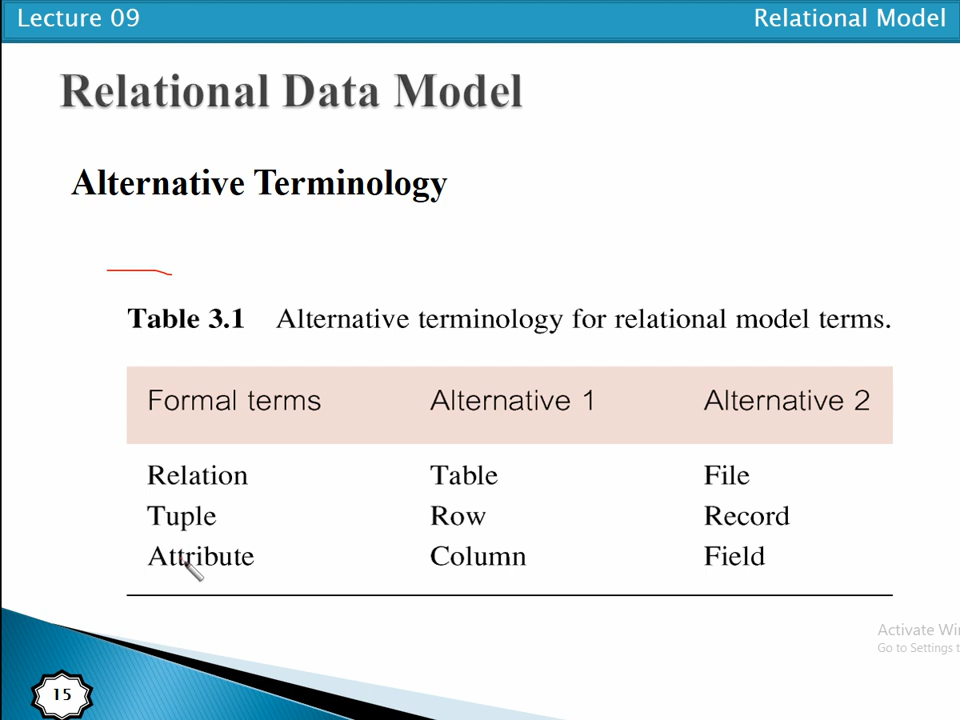 Lecture 09 Relational Model
Relational Data Model
Alternative Terminology
Table 3.1 Alternative terminology for relational model terms.
Formal terms Alternative 1 Alternative 2
Relation Table File
Tuple Row Record
Attribute Column Field
Activate Wi
Go to Settings t
15